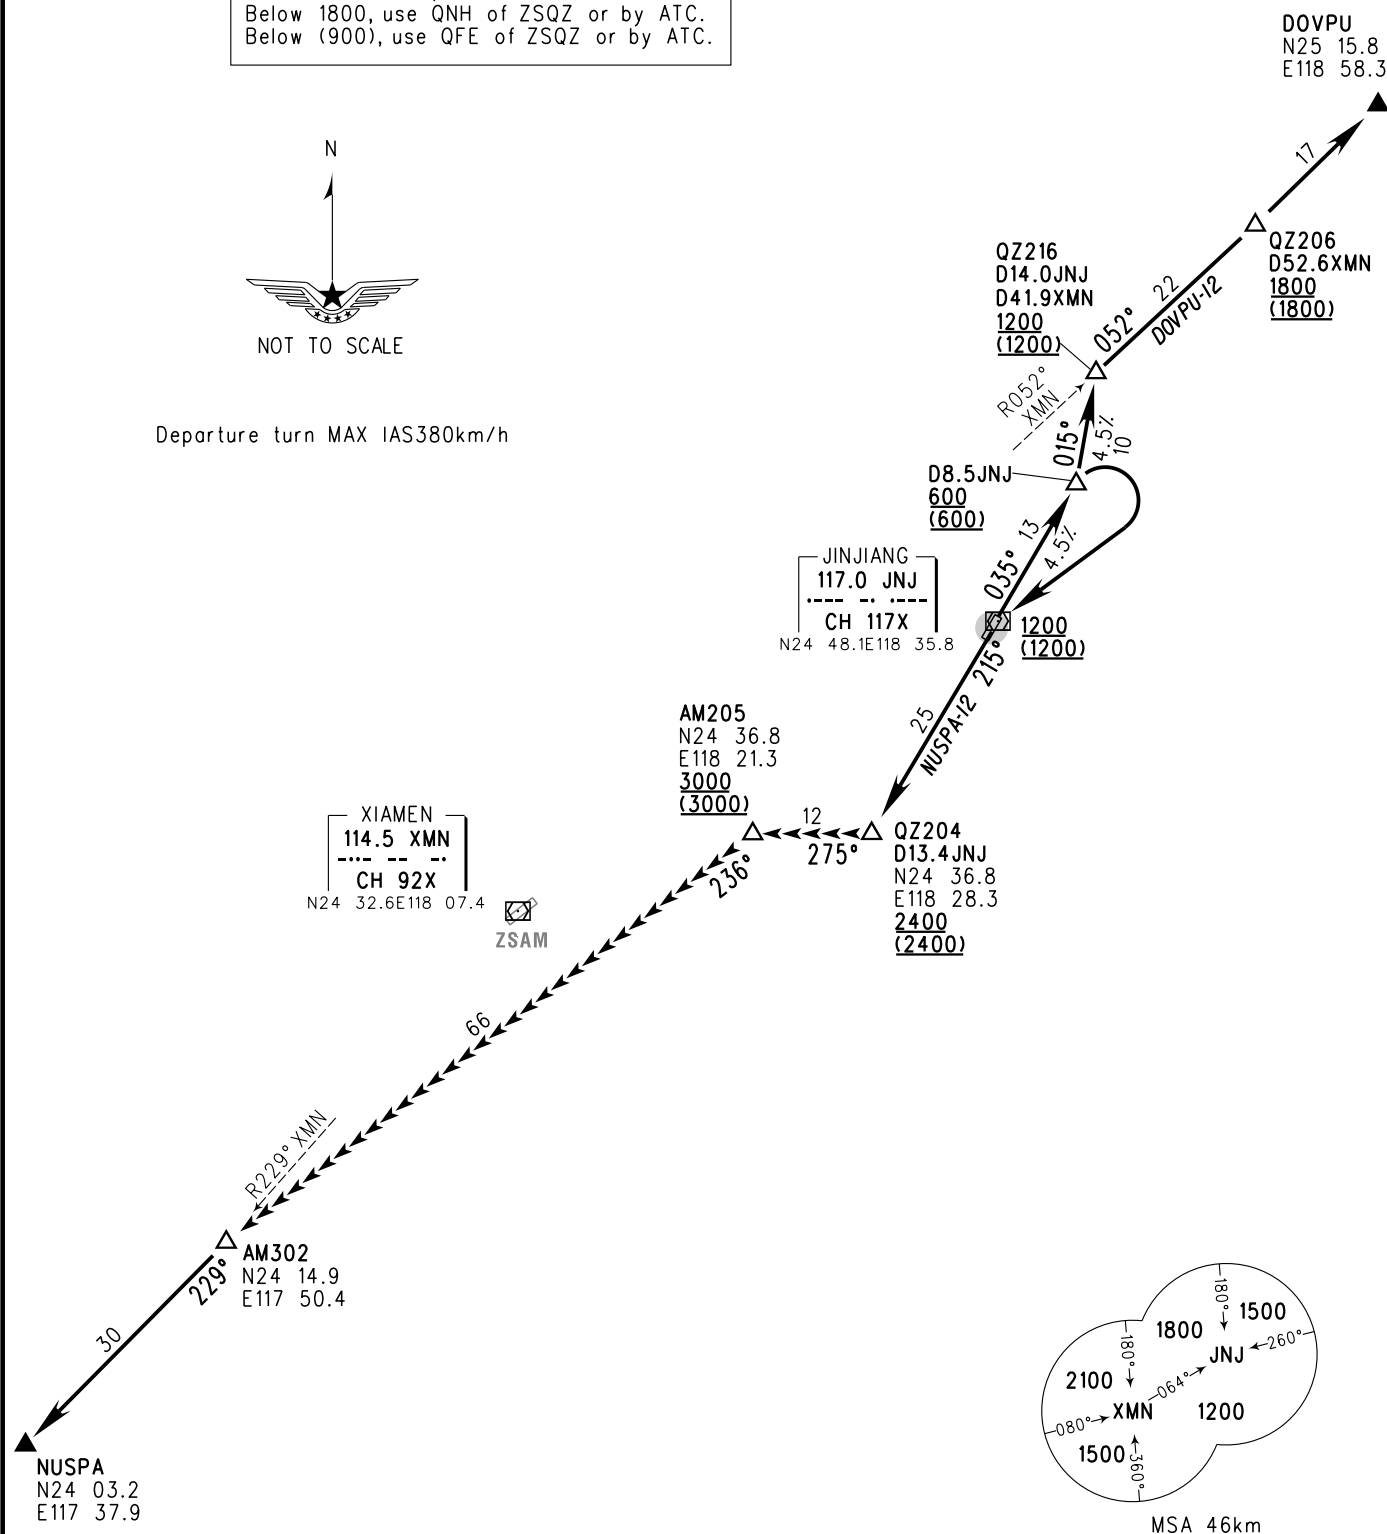 Below 1800, use QNH of ZSQZ or by ATC.
Below (900), use QFE of ZSQZ or by ATC.
DOVPU
N25 15.8
E118 58.3
N
NOT TO SCALE
Departure turn MAX IAS380km/h
17
QZ206
D52.6XMN
1800
(1800)
QZ216
D14.0JNJ
D41.9XMN
1200
(1200)
052°
22
DOVPU-12
R052°
XMN
015°
4.5%
10
D8.5JNJ
600
(600)
035°
13
4.5%
JINJIANG
117.0 JNJ
CH 117X
N24 48.1E118 35.8
1200
(1200)
215°
25
NUSPA-12
AM205
N24 36.8
E118 21.3
3000
(3000)
12
275°
QZ204
D13.4JNJ
N24 36.8
E118 28.3
2400
(2400)
236°
XIAMEN
114.5 XMN
CH 92X
N24 32.6E118 07.4
ZSAM
66
R229° XMN
AM302
N24 14.9
E117 50.4
229°
30
NUSPA
N24 03.2
E117 37.9
180°
1500
1800
JNJ
260°
180°
2100
064°
XMN
1200
080°
1500
360°
MSA 46km